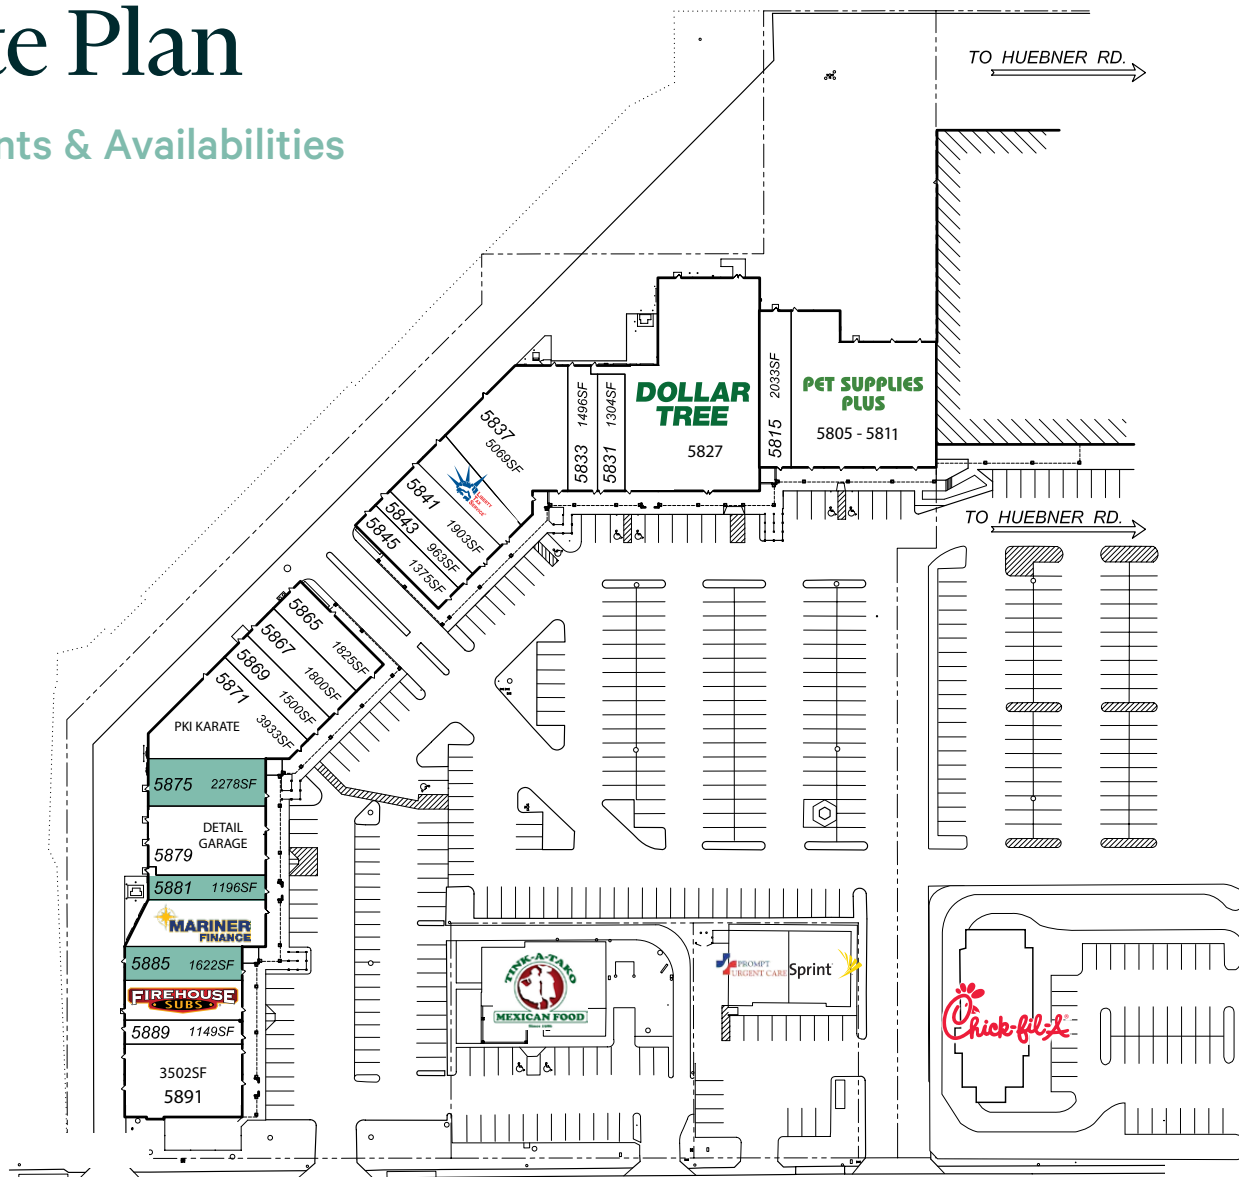 te Plan
nts & Availabilities
TO HUEBNER RD.
DOLLAR
TREE
5827
5815 2033SF
PET SUPPLIES
PLUS
5805 - 5811
5837
5069SF
5833 1496SF
5831 1304SF
LIBERTY
TAX
SERVICE
5841
1903SF
5843
963SF
5845
1375SF
TO HUEBNER RD.
5865
1825SF
5867
1800SF
5869
1500SF
5871
3933SF
PKI KARATE
5875 2278SF
DETAIL
GARAGE
5879
5881 1196SF
MARINER
FINANCE
5885 1622SF
FIREHOUSE
SUBS
5889 1149SF
3502SF
5891
TINK-A-TAKO
MEXICAN FOOD
PROMPT
URGENT CARE
Sprint
Chick-fil-A